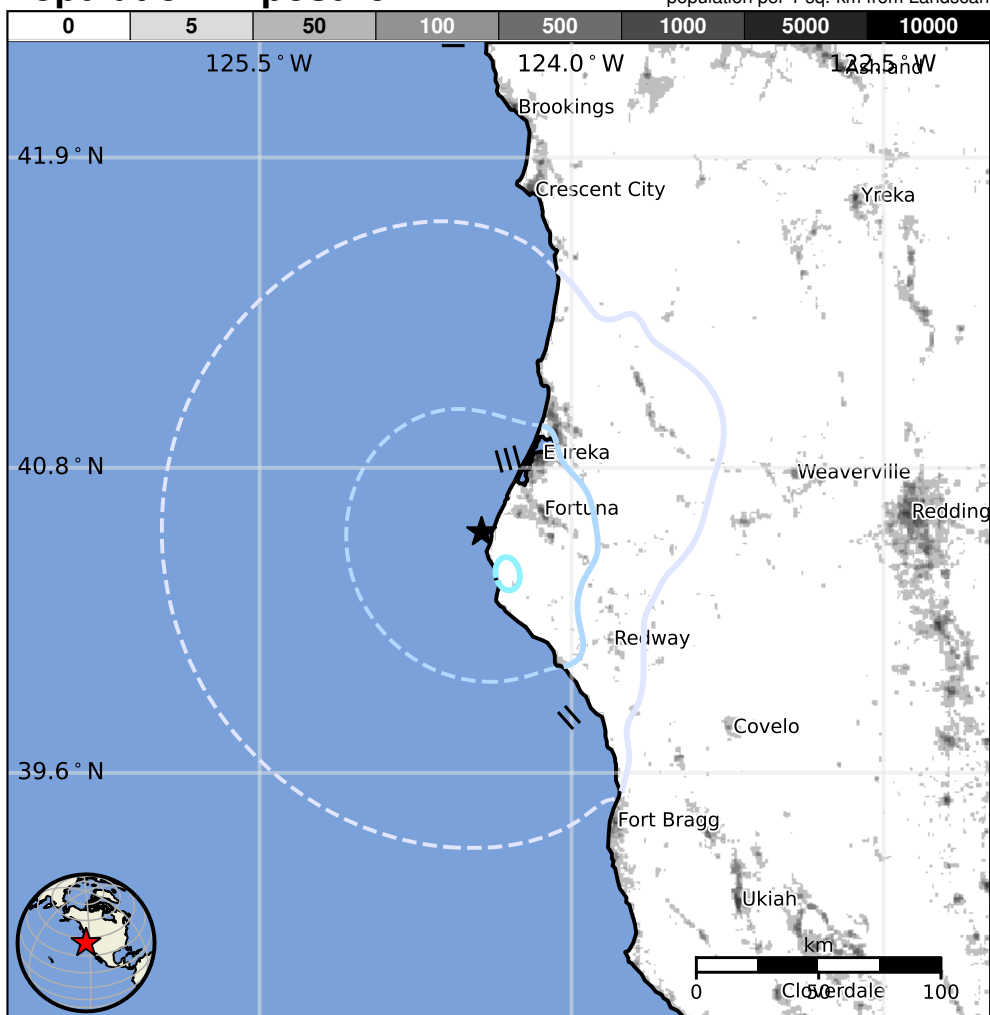 population per 1 sq. km from Landscan
0 5 50 100 500 1000 5000 10000
125.5°W 124.0°W 122.5°W
Ashland
Brookings
41.9°N
Crescent City
Yreka
40.8°N
Eureka
Weaverville
Fortuna
Redding
Redway
Covelo
39.6°N
Fort Bragg
Ukiah
km
0 50 100
Cloverdale